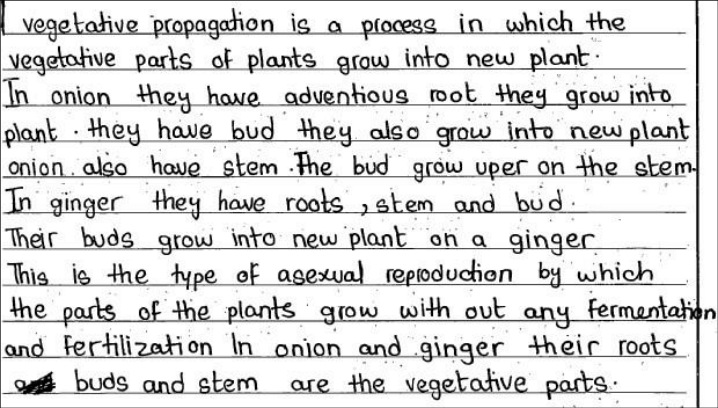 vegetative propagation is a process in which the
vegetative parts of plants grow into new plant.
In onion they have adventious root they grow into
plant. they have bud they also grow into new plant
onion also have stem. The bud grow uper on the stem.
In ginger they have roots, stem and bud.
Their buds grow into new plant on a ginger
This is the type of asexual reproduction by which
the parts of the plants grow with out any fermentation
and fertilization In onion and ginger their roots
buds and stem are the vegetative parts.